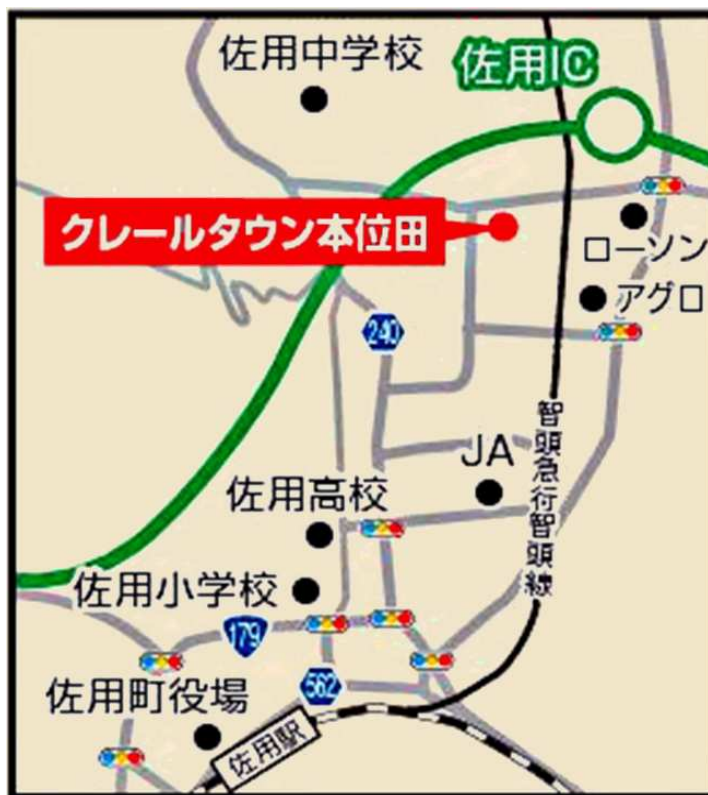 佐用中学校
佐用IC
クレールタウン本位田
ローソン
アグロ
240
智頭急行智頭線
JA
佐用高校
佐用小学校
179
562
佐用町役場
佐用駅